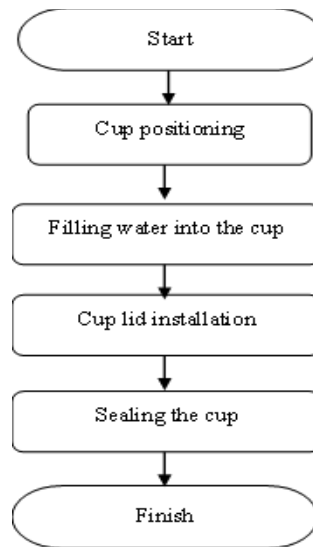 Start
Cup positioning
Filling water into the cup
Cup lid installation
Sealing the cup
Finish